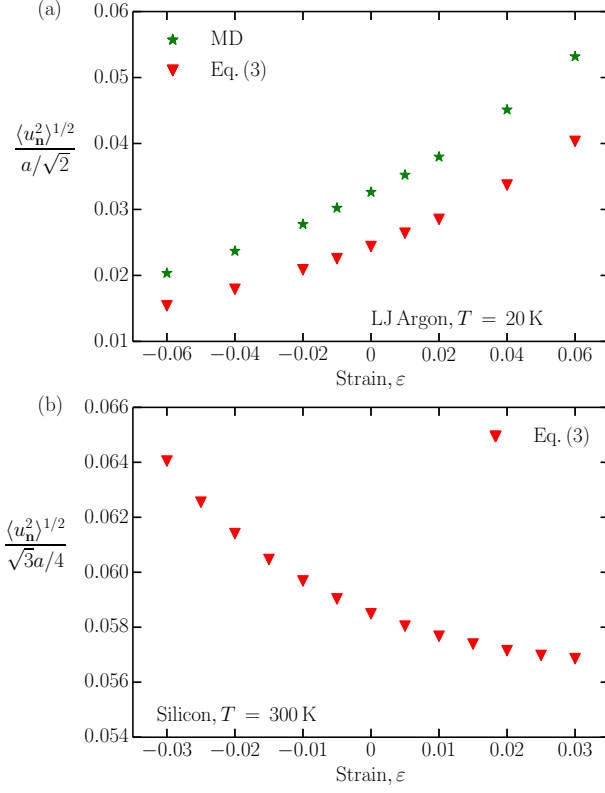 (a)
MD
Eq. (3)
⟨u_n^2⟩^{1/2}
a/√2
0.06
0.05
0.04
0.03
0.02
0.01
LJ Argon, T = 20 K
−0.06 −0.04 −0.02 0 0.02 0.04 0.06
Strain, ε
(b)
Eq. (3)
⟨u_n^2⟩^{1/2}
√3a/4
0.066
0.064
0.062
0.060
0.058
0.056
0.054
Silicon, T = 300 K
−0.03 −0.02 −0.01 0 0.01 0.02 0.03
Strain, ε